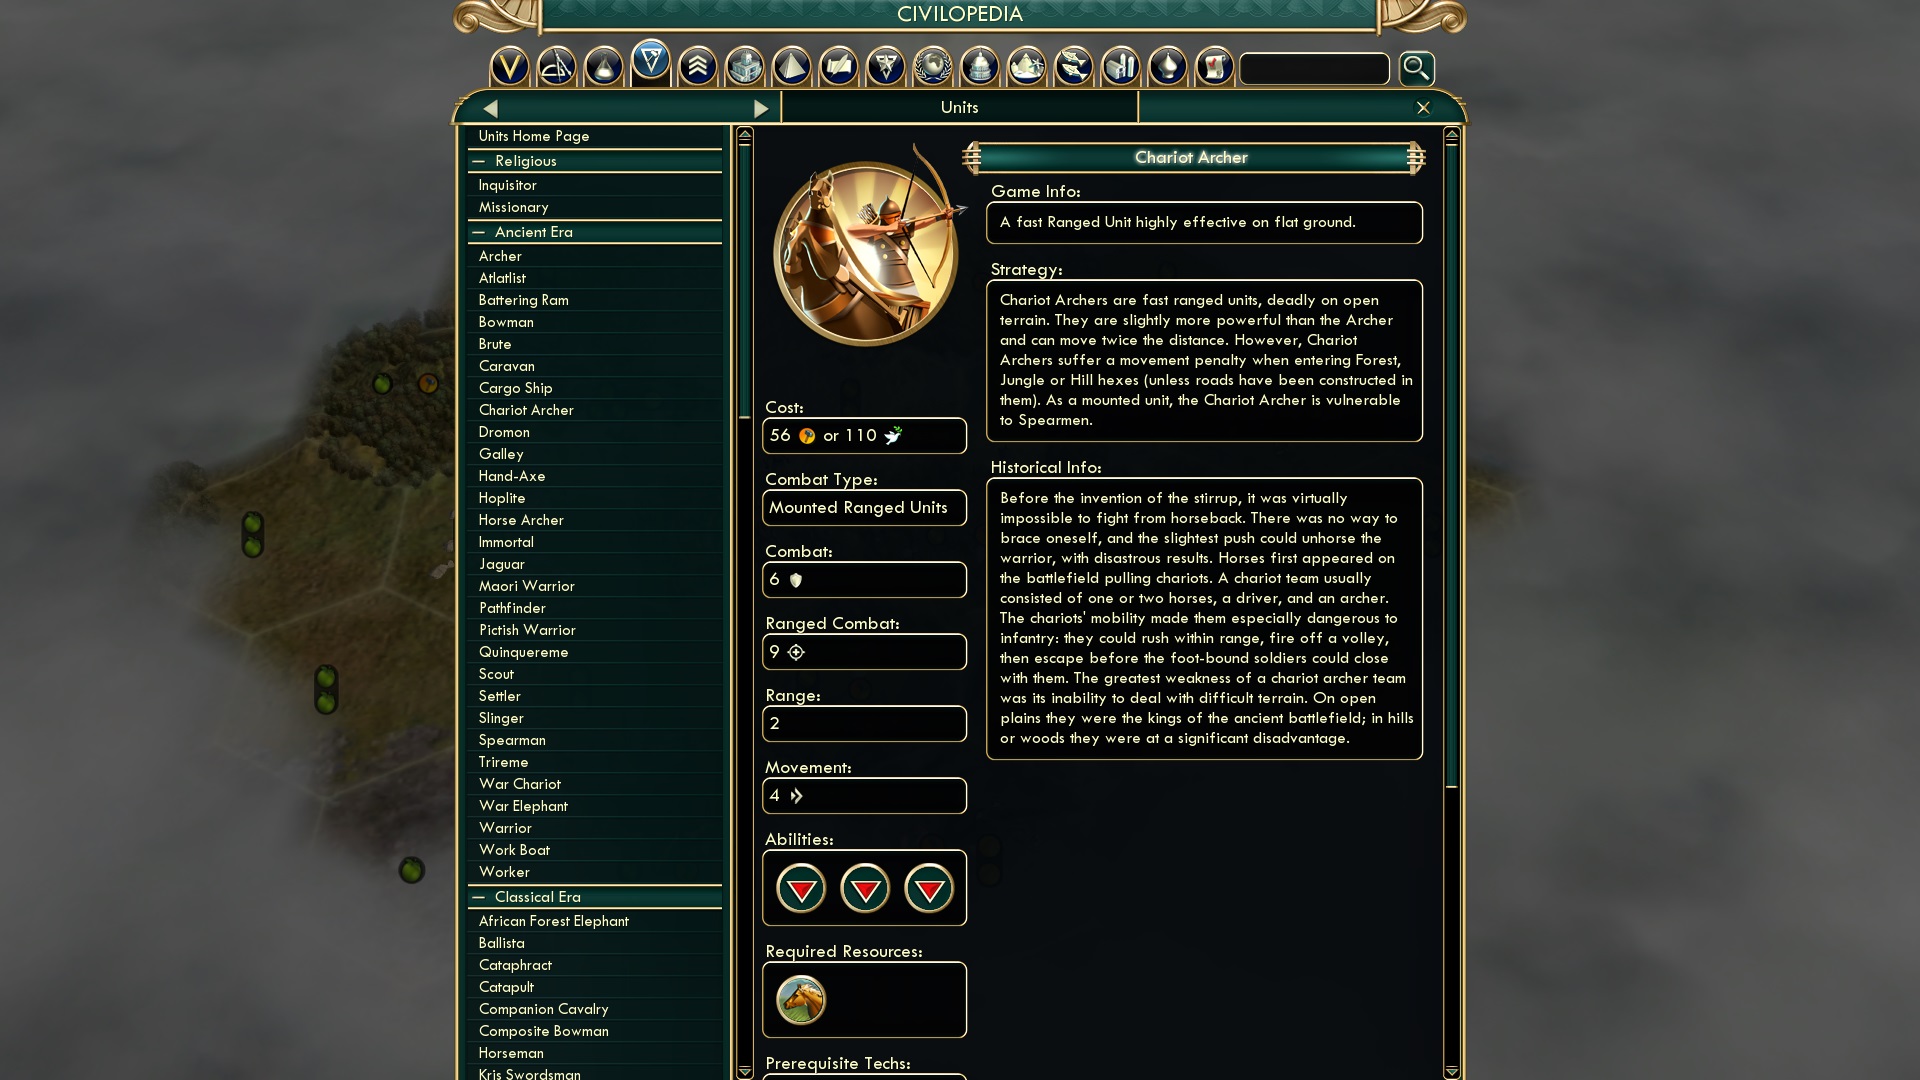 CIVILOPEDIA
Units
Units Home Page
Religious
Inquisitor
Missionary
Ancient Era
Archer
Atlatlist
Battering Ram
Bowman
Brute
Caravan
Cargo Ship
Chariot Archer
Dromon
Galley
Hand-Axe
Hoplite
Horse Archer
Immortal
Jaguar
Maori Warrior
Pathfinder
Pictish Warrior
Quinquereme
Scout
Settler
Slinger
Spearman
Trireme
War Chariot
War Elephant
Warrior
Work Boat
Worker
Classical Era
African Forest Elephant
Ballista
Cataphract
Catapult
Companion Cavalry
Composite Bowman
Horseman
Kris Swordsman
Cost:
56 or 110
Combat Type:
Mounted Ranged Units
Combat:
6
Ranged Combat:
9
Range:
2
Movement:
4
Abilities:
Required Resources:
Prerequisite Techs:
Chariot Archer
Game Info:
A fast Ranged Unit highly effective on flat ground.
Strategy:
Chariot Archers are fast ranged units, deadly on open
terrain. They are slightly more powerful than the Archer
and can move twice the distance. However, Chariot
Archers suffer a movement penalty when entering Forest,
Jungle or Hill hexes (unless roads have been constructed in
them). As a mounted unit, the Chariot Archer is vulnerable
to Spearmen.
Historical Info:
Before the invention of the stirrup, it was virtually
impossible to fight from horseback. There was no way to
brace oneself, and the slightest push could unhorse the
warrior, with disastrous results. Horses first appeared on
the battlefield pulling chariots. A chariot team usually
consisted of one or two horses, a driver, and an archer.
The chariots' mobility made them especially dangerous to
infantry: they could rush within range, fire off a volley,
then escape before the foot-bound soldiers could close
with them. The greatest weakness of a chariot archer team
was its inability to deal with difficult terrain. On open
plains they were the kings of the ancient battlefield; in hills
or woods they were at a significant disadvantage.